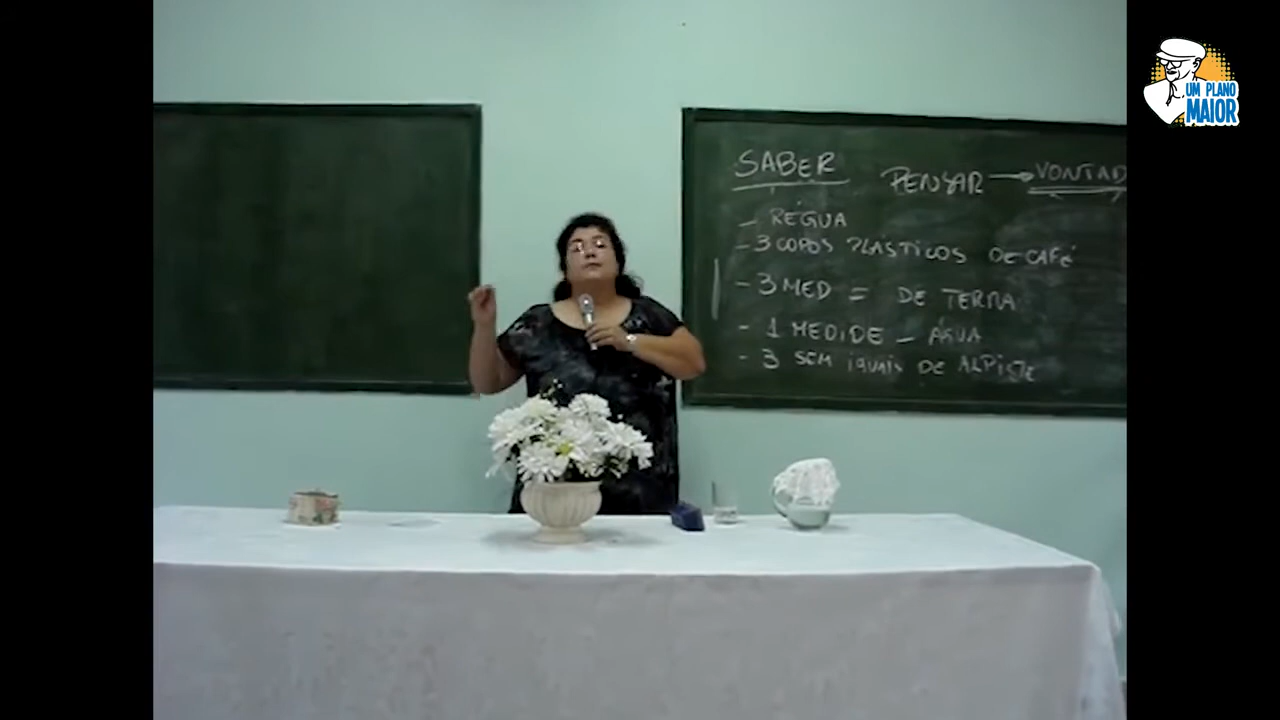 UM PLANO
MAIOR
SABER PENSAR → VONTAD
- RÉGUA
- 3 COPOS PLÁSTICOS DE CAFÉ
- 3 MED = DE TERRA
- 1 MEDIDE - ÁGUA
- 3 SEM iguais DE ALPISTE